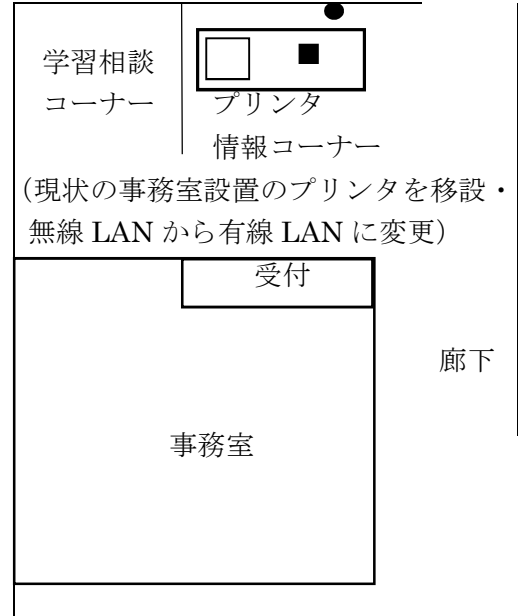 学習相談
コーナー
プリンタ
情報コーナー
（現状の事務室設置のプリンタを移設・
無線 LAN から有線 LAN に変更）
受付
廊下
事務室